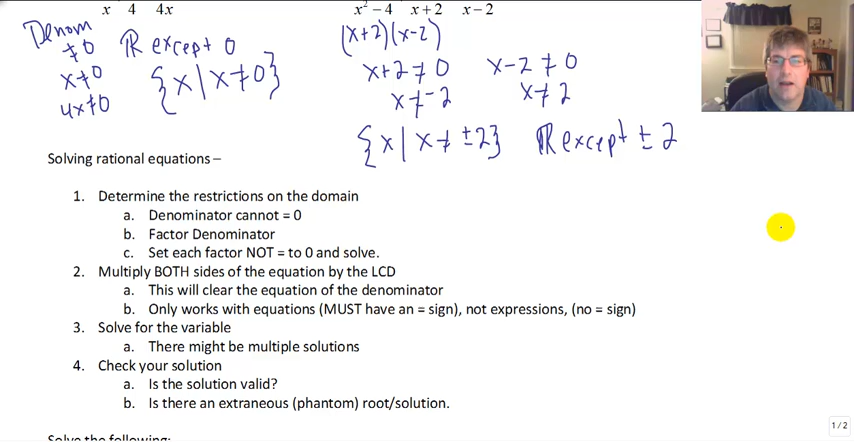 x 4 4x x² − 4 x + 2 x − 2
Denom
≠0
x≠0
4x≠0
ℝ except 0
{x | x≠0}
(x+2)(x-2)
x+2≠0 x-2≠0
x≠-2 x≠2
{x | x≠ ±2} ℝ except ±2
Solving rational equations –
1. Determine the restrictions on the domain
a. Denominator cannot = 0
b. Factor Denominator
c. Set each factor NOT = to 0 and solve.
2. Multiply BOTH sides of the equation by the LCD
a. This will clear the equation of the denominator
b. Only works with equations (MUST have an = sign), not expressions, (no = sign)
3. Solve for the variable
a. There might be multiple solutions
4. Check your solution
a. Is the solution valid?
b. Is there an extraneous (phantom) root/solution.
Solve the following:
1/2